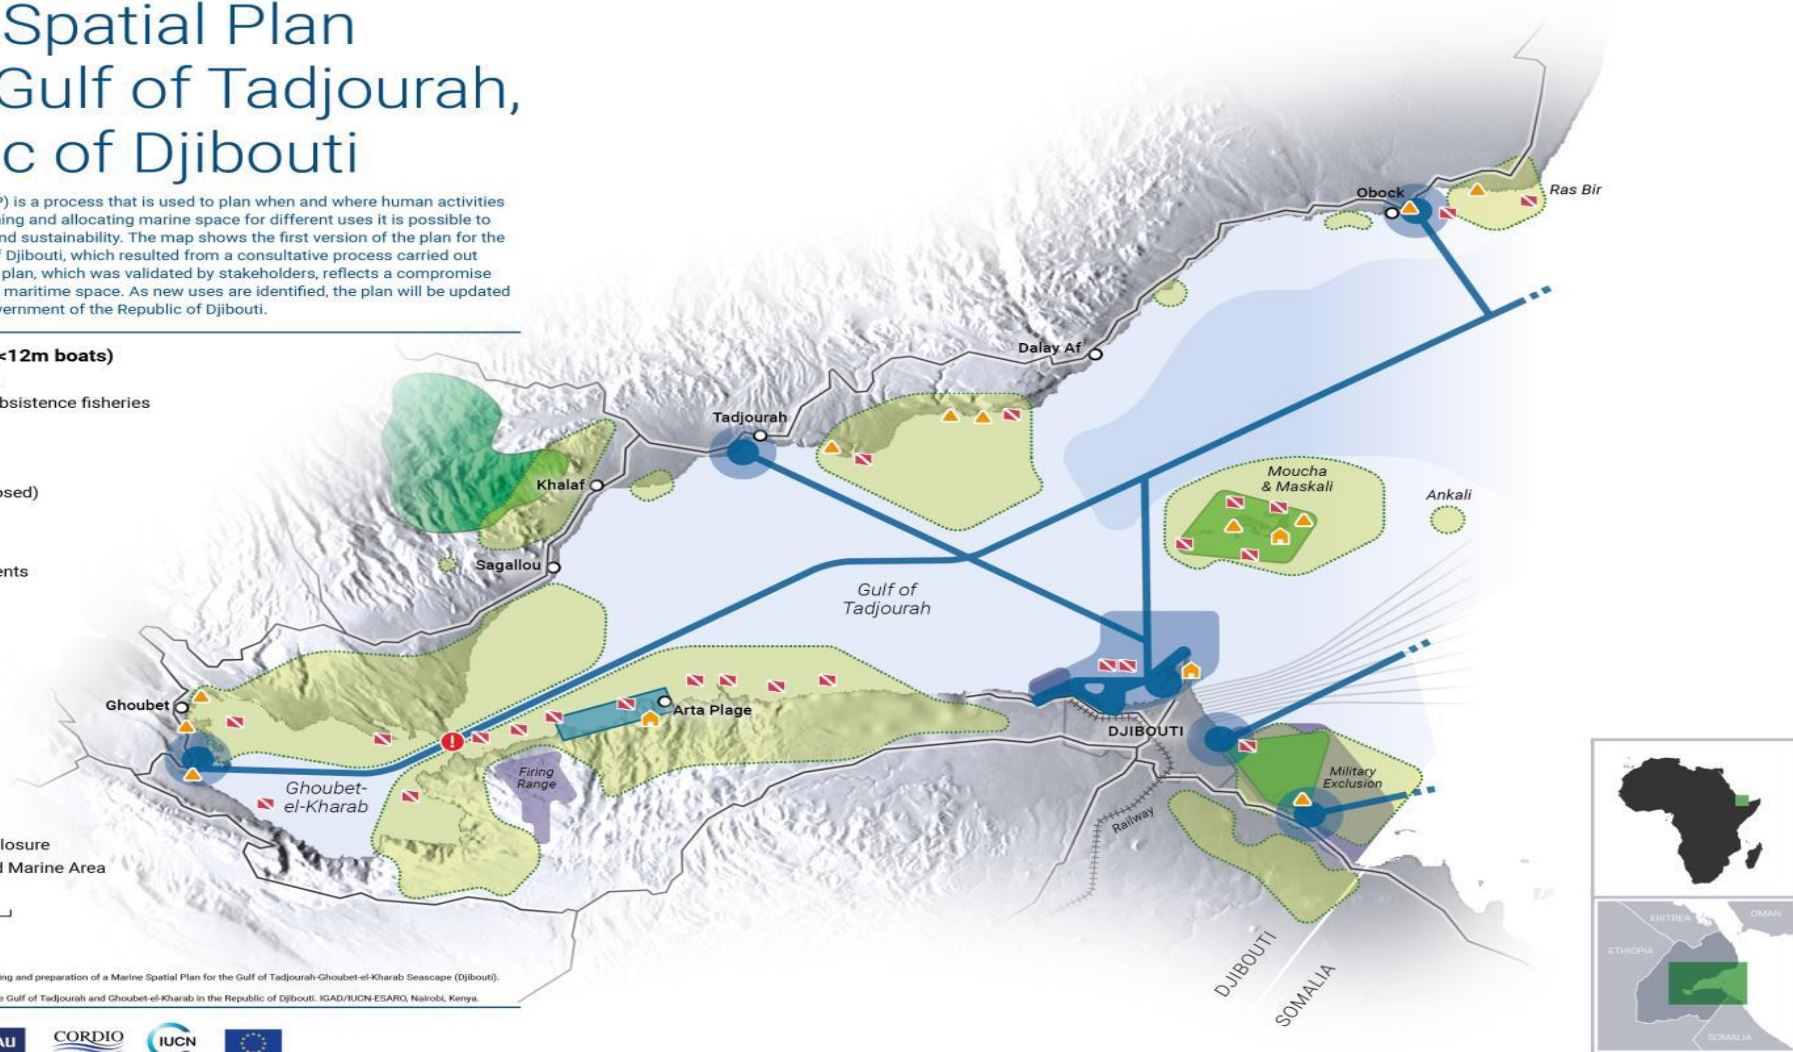 Spatial Plan
Gulf of Tadjourah,
c of Djibouti
P) is a process that is used to plan when and where human activities
ning and allocating marine space for different uses it is possible to
nd sustainability. The map shows the first version of the plan for the
f Djibouti, which resulted from a consultative process carried out
plan, which was validated by stakeholders, reflects a compromise
maritime space. As new uses are identified, the plan will be updated
vernment of the Republic of Djibouti.
<12m boats)
bsistence fisheries
osed)
ents
losure
d Marine Area
Obock
Ras Bir
Dalay Af
Tadjourah
Khalaf
Moucha
& Maskali
Ankali
Sagallou
Gulf of
Tadjourah
Ghoubet
Arta Plage
DJIBOUTI
!
Firing
Range
Military
Exclusion
Ghoubet-
el-Kharab
Railway
DJIBOUTI
SOMALIA
ERITREA
OMAN
ETHIOPIA
SOMALIA
ing and preparation of a Marine Spatial Plan for the Gulf of Tadjourah-Ghoubet-el-Kharab Seascape (Djibouti).
e Gulf of Tadjourah and Ghoubet-el-Kharab in the Republic of Djibouti. IGAD/IUCN-ESARO, Nairobi, Kenya.
AU
CORDIO
IUCN